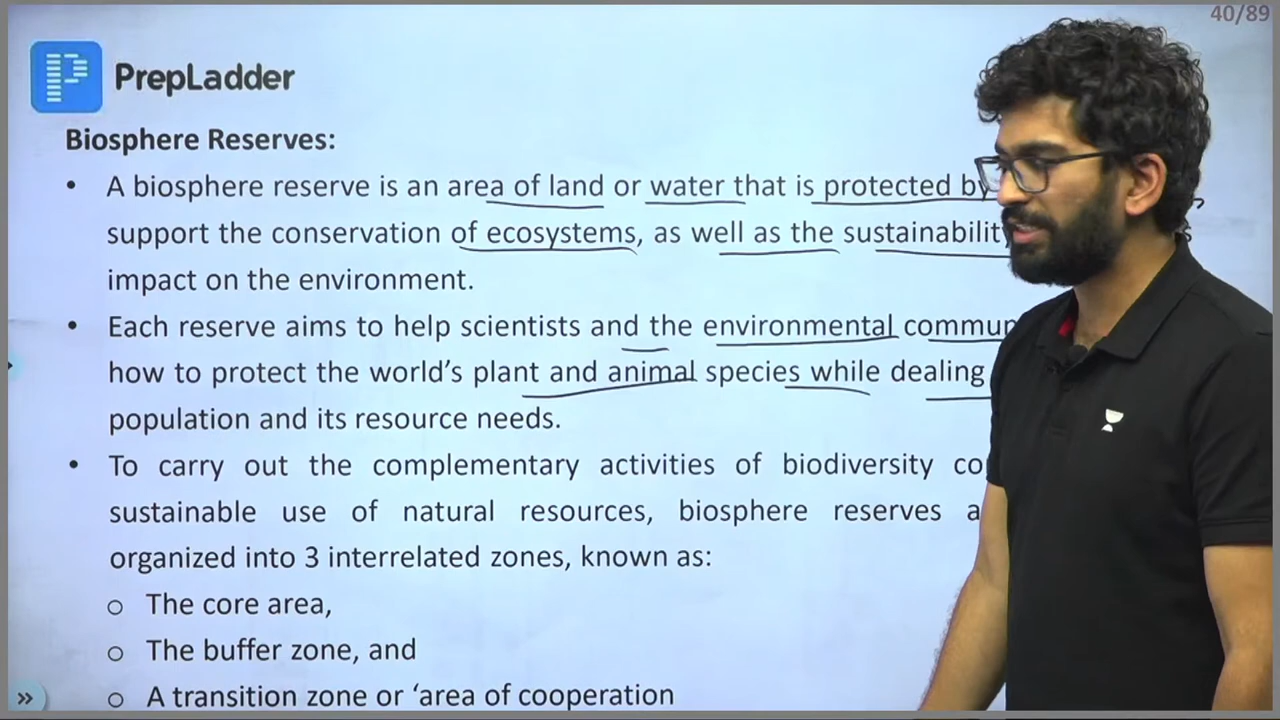 40/89
PrepLadder
Biosphere Reserves:
• A biosphere reserve is an area of land or water that is protected by
support the conservation of ecosystems, as well as the sustainabilit
impact on the environment.
• Each reserve aims to help scientists and the environmental commun
how to protect the world's plant and animal species while dealing
population and its resource needs.
• To carry out the complementary activities of biodiversity co
sustainable use of natural resources, biosphere reserves a
organized into 3 interrelated zones, known as:
o The core area,
o The buffer zone, and
o A transition zone or ‘area of cooperation